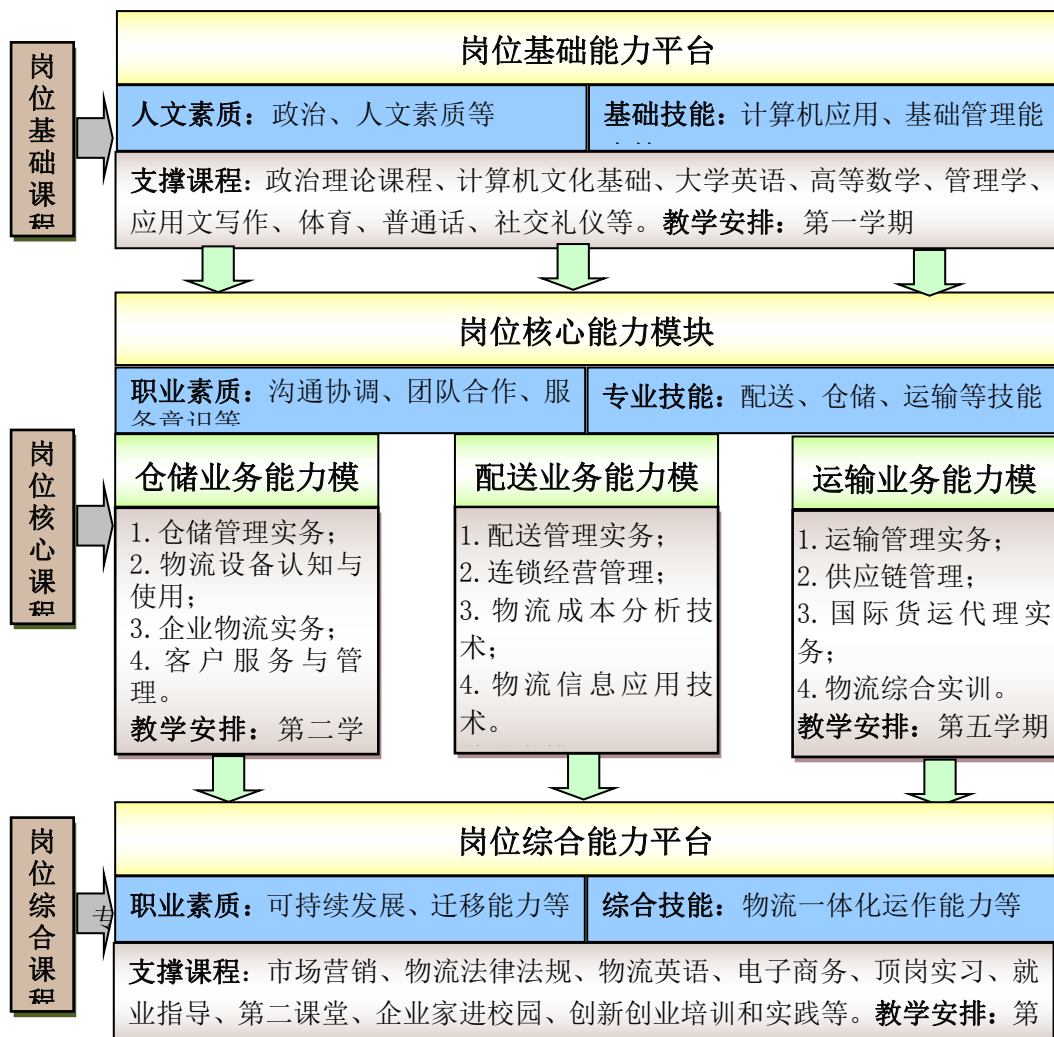 岗位基础课程
岗位基础能力平台
人文素质：政治、人文素质等
基础技能：计算机应用、基础管理能
支撑课程：政治理论课程、计算机文化基础、大学英语、高等数学、管理学、
应用文写作、体育、普通话、社交礼仪等。教学安排：第一学期
岗位核心能力模块
职业素质：沟通协调、团队合作、服
务意识等
专业技能：配送、仓储、运输等技能
岗位核心课程
仓储业务能力模
1.仓储管理实务；
2.物流设备认知与
使用；
3.企业物流实务；
4.客户服务与管
理。
教学安排：第二学
配送业务能力模
1.配送管理实务；
2.连锁经营管理；
3.物流成本分析技
术；
4.物流信息应用技
术。
运输业务能力模
1.运输管理实务；
2.供应链管理；
3.国际货运代理实
务；
4.物流综合实训。
教学安排：第五学期
岗位综合课程
专
岗位综合能力平台
职业素质：可持续发展、迁移能力等
综合技能：物流一体化运作能力等
支撑课程：市场营销、物流法律法规、物流英语、电子商务、顶岗实习、就
业指导、第二课堂、企业家进校园、创新创业培训和实践等。教学安排：第